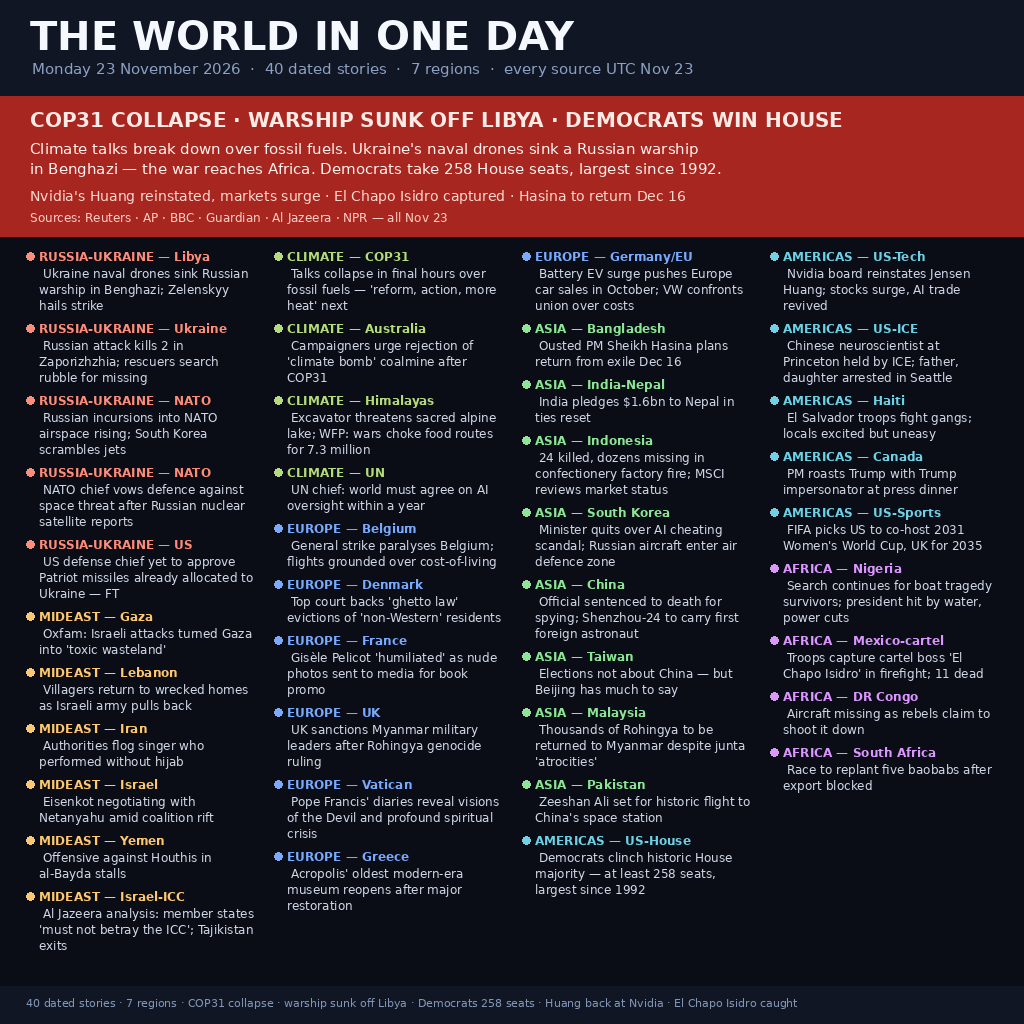 THE WORLD IN ONE DAY
Monday 23 November 2026 · 40 dated stories · 7 regions · every source UTC Nov 23
COP31 COLLAPSE · WARSHIP SUNK OFF LIBYA · DEMOCRATS WIN HOUSE
Climate talks break down over fossil fuels. Ukraine's naval drones sink a Russian warship
in Benghazi — the war reaches Africa. Democrats take 258 House seats, largest since 1992.
Nvidia's Huang reinstated, markets surge · El Chapo Isidro captured · Hasina to return Dec 16
Sources: Reuters · AP · BBC · Guardian · Al Jazeera · NPR — all Nov 23
RUSSIA-UKRAINE — Libya
Ukraine naval drones sink Russian
warship in Benghazi; Zelenskyy
hails strike
RUSSIA-UKRAINE — Ukraine
Russian attack kills 2 in
Zaporizhzhia; rescuers search
rubble for missing
RUSSIA-UKRAINE — NATO
Russian incursions into NATO
airspace rising; South Korea
scrambles jets
RUSSIA-UKRAINE — NATO
NATO chief vows defence against
space threat after Russian nuclear
satellite reports
RUSSIA-UKRAINE — US
US defense chief yet to approve
Patriot missiles already allocated to
Ukraine — FT
MIDEAST — Gaza
Oxfam: Israeli attacks turned Gaza
into 'toxic wasteland'
MIDEAST — Lebanon
Villagers return to wrecked homes
as Israeli army pulls back
MIDEAST — Iran
Authorities flog singer who
performed without hijab
MIDEAST — Israel
Eisenkot negotiating with
Netanyahu amid coalition rift
MIDEAST — Yemen
Offensive against Houthis in
al-Bayda stalls
MIDEAST — Israel-ICC
Al Jazeera analysis: member states
'must not betray the ICC'; Tajikistan
exits
CLIMATE — COP31
Talks collapse in final hours over
fossil fuels — 'reform, action, more
heat' next
CLIMATE — Australia
Campaigners urge rejection of
'climate bomb' coalmine after
COP31
CLIMATE — Himalayas
Excavator threatens sacred alpine
lake; WFP: wars choke food routes
for 7.3 million
CLIMATE — UN
UN chief: world must agree on AI
oversight within a year
EUROPE — Belgium
General strike paralyses Belgium;
flights grounded over cost-of-living
EUROPE — Denmark
Top court backs 'ghetto law'
evictions of 'non-Western' residents
EUROPE — France
Gisèle Pelicot 'humiliated' as nude
photos sent to media for book
promo
EUROPE — UK
UK sanctions Myanmar military
leaders after Rohingya genocide
ruling
EUROPE — Vatican
Pope Francis' diaries reveal visions
of the Devil and profound spiritual
crisis
EUROPE — Greece
Acropolis' oldest modern-era
museum reopens after major
restoration
EUROPE — Germany/EU
Battery EV surge pushes Europe
car sales in October; VW confronts
union over costs
ASIA — Bangladesh
Ousted PM Sheikh Hasina plans
return from exile Dec 16
ASIA — India-Nepal
India pledges $1.6bn to Nepal in
ties reset
ASIA — Indonesia
24 killed, dozens missing in
confectionery factory fire; MSCI
reviews market status
ASIA — South Korea
Minister quits over AI cheating
scandal; Russian aircraft enter air
defence zone
ASIA — China
Official sentenced to death for
spying; Shenzhou-24 to carry first
foreign astronaut
ASIA — Taiwan
Elections not about China — but
Beijing has much to say
ASIA — Malaysia
Thousands of Rohingya to be
returned to Myanmar despite junta
'atrocities'
ASIA — Pakistan
Zeeshan Ali set for historic flight to
China's space station
AMERICAS — US-House
Democrats clinch historic House
majority — at least 258 seats,
largest since 1992
AMERICAS — US-Tech
Nvidia board reinstates Jensen
Huang; stocks surge, AI trade
revived
AMERICAS — US-ICE
Chinese neuroscientist at
Princeton held by ICE; father,
daughter arrested in Seattle
AMERICAS — Haiti
El Salvador troops fight gangs;
locals excited but uneasy
AMERICAS — Canada
PM roasts Trump with Trump
impersonator at press dinner
AMERICAS — US-Sports
FIFA picks US to co-host 2031
Women's World Cup, UK for 2035
AFRICA — Nigeria
Search continues for boat tragedy
survivors; president hit by water,
power cuts
AFRICA — Mexico-cartel
Troops capture cartel boss 'El
Chapo Isidro' in firefight; 11 dead
AFRICA — DR Congo
Aircraft missing as rebels claim to
shoot it down
AFRICA — South Africa
Race to replant five baobabs after
export blocked
40 dated stories · 7 regions · COP31 collapse · warship sunk off Libya · Democrats 258 seats · Huang back at Nvidia · El Chapo Isidro caught